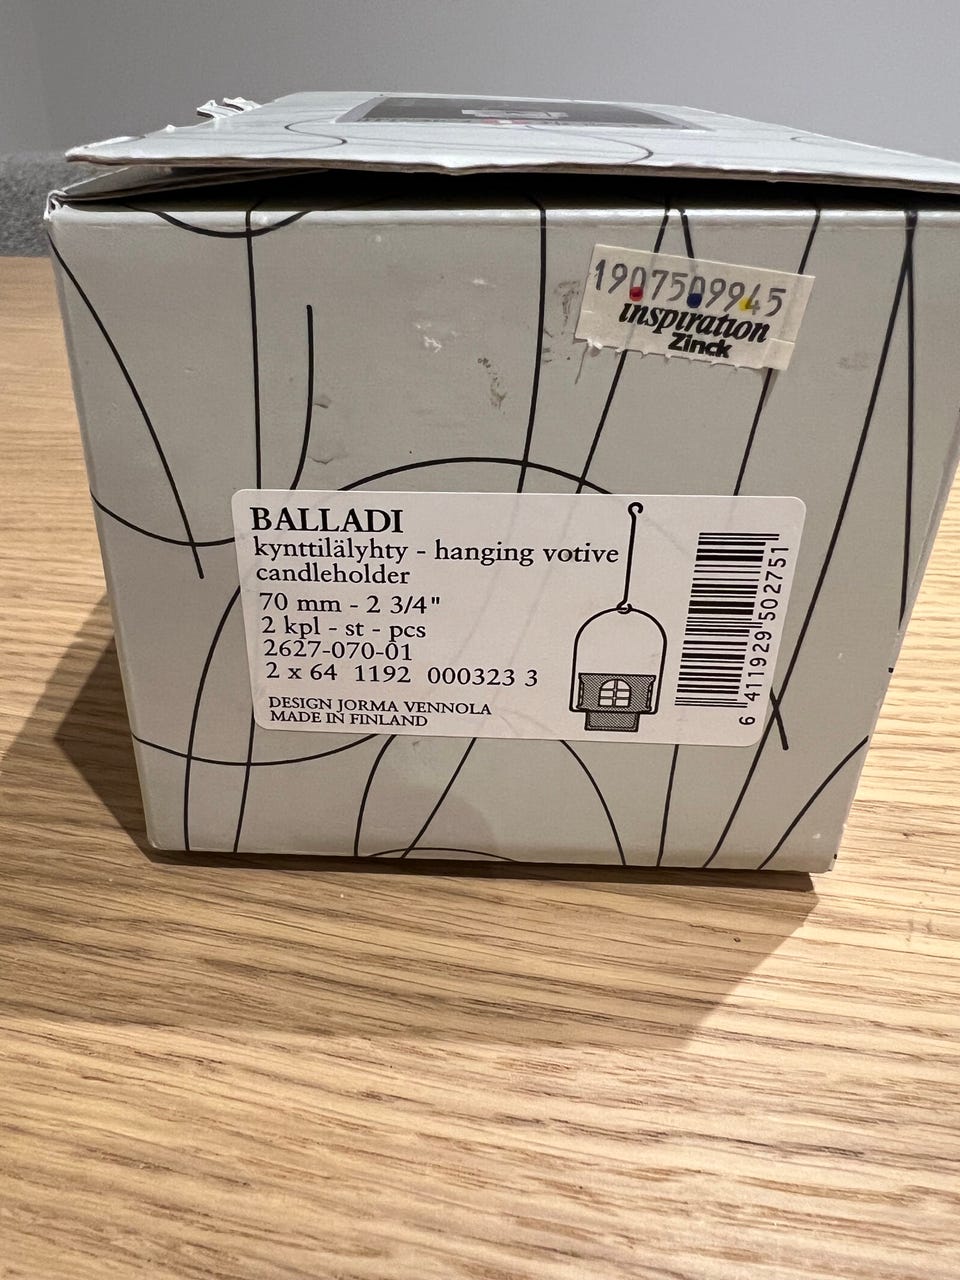 1907509945
inspiration
Zinck
BALLADI
kynttilälyhty - hanging votive
candleholder
70 mm - 2 3/4"
2 kpl - st - pcs
2627-070-01
2 x 64 1192 000323 3
DESIGN JORMA VENNOLA
MADE IN FINLAND
6 411929 502751